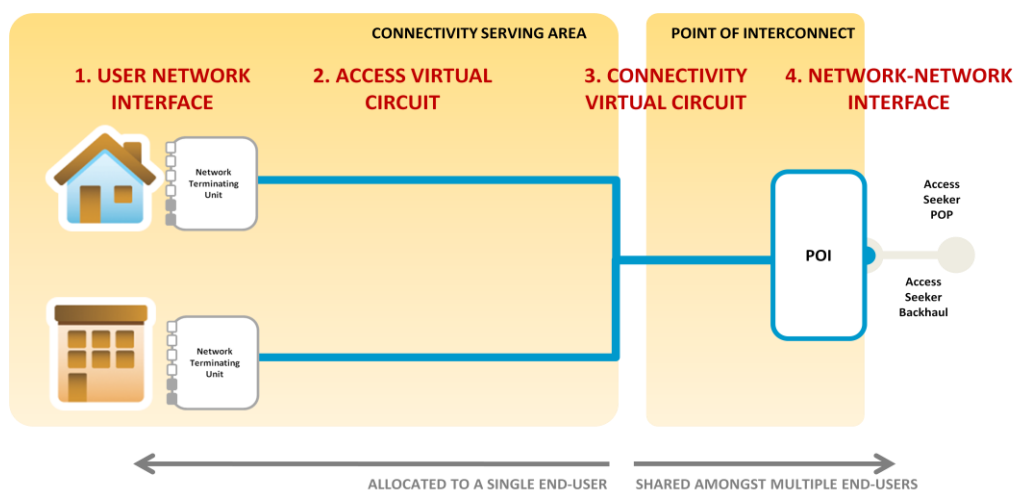 CONNECTIVITY SERVING AREA
POINT OF INTERCONNECT
1. USER NETWORK
INTERFACE
2. ACCESS VIRTUAL
CIRCUIT
3. CONNECTIVITY
VIRTUAL CIRCUIT
4. NETWORK-NETWORK
INTERFACE
Network
Terminating
Unit
Access
Seeker
POP
POI
Access
Seeker
Backhaul
Network
Terminating
Unit
ALLOCATED TO A SINGLE END-USER
SHARED AMONGST MULTIPLE END-USERS